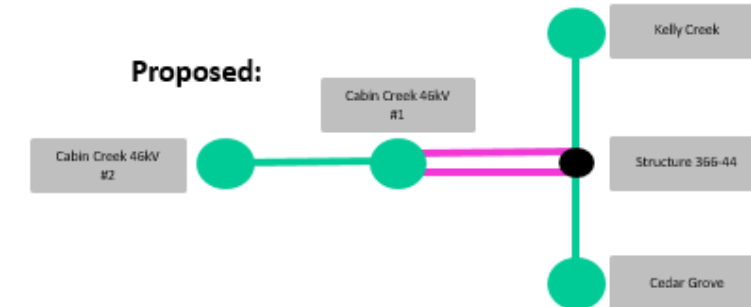 Kelly Creek
Proposed:
Cabin Creek 46kV
#1
Cabin Creek 46kV
#2
Structure 366-44
Cedar Grove